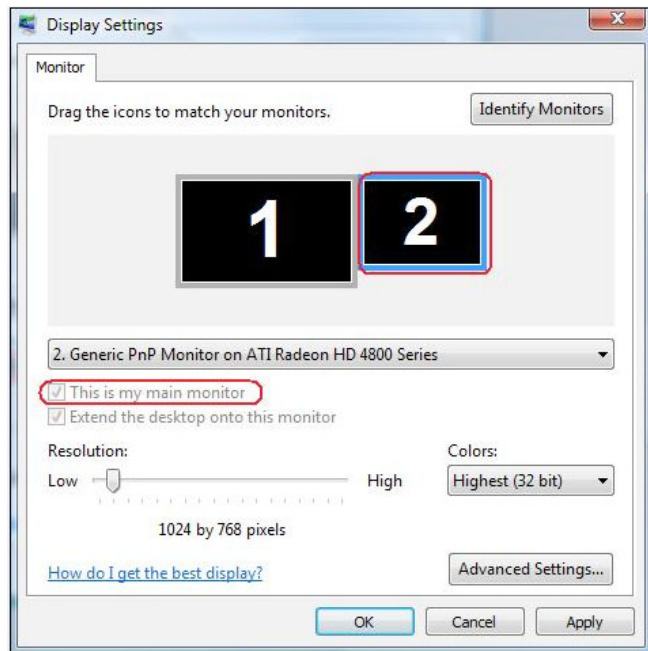 Display Settings
Monitor
Drag the icons to match your monitors.
Identify Monitors
1
2
2. Generic PnP Monitor on ATI Radeon HD 4800 Series
This is my main monitor
Extend the desktop onto this monitor
Resolution:
Colors:
Low
High
Highest (32 bit)
1024 by 768 pixels
How do I get the best display?
Advanced Settings...
OK
Cancel
Apply